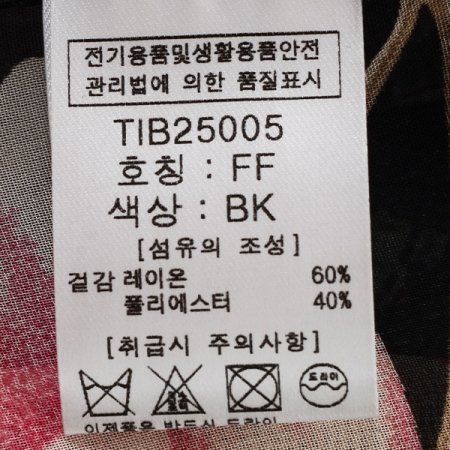 전기용품및생활용품안전
관리법에 의한 품질표시
TIB25005
호칭 : FF
색상 : BK
[섬유의 조성]
겉감 레이온 60%
폴리에스터 40%
[취급시 주의사항]
드라이